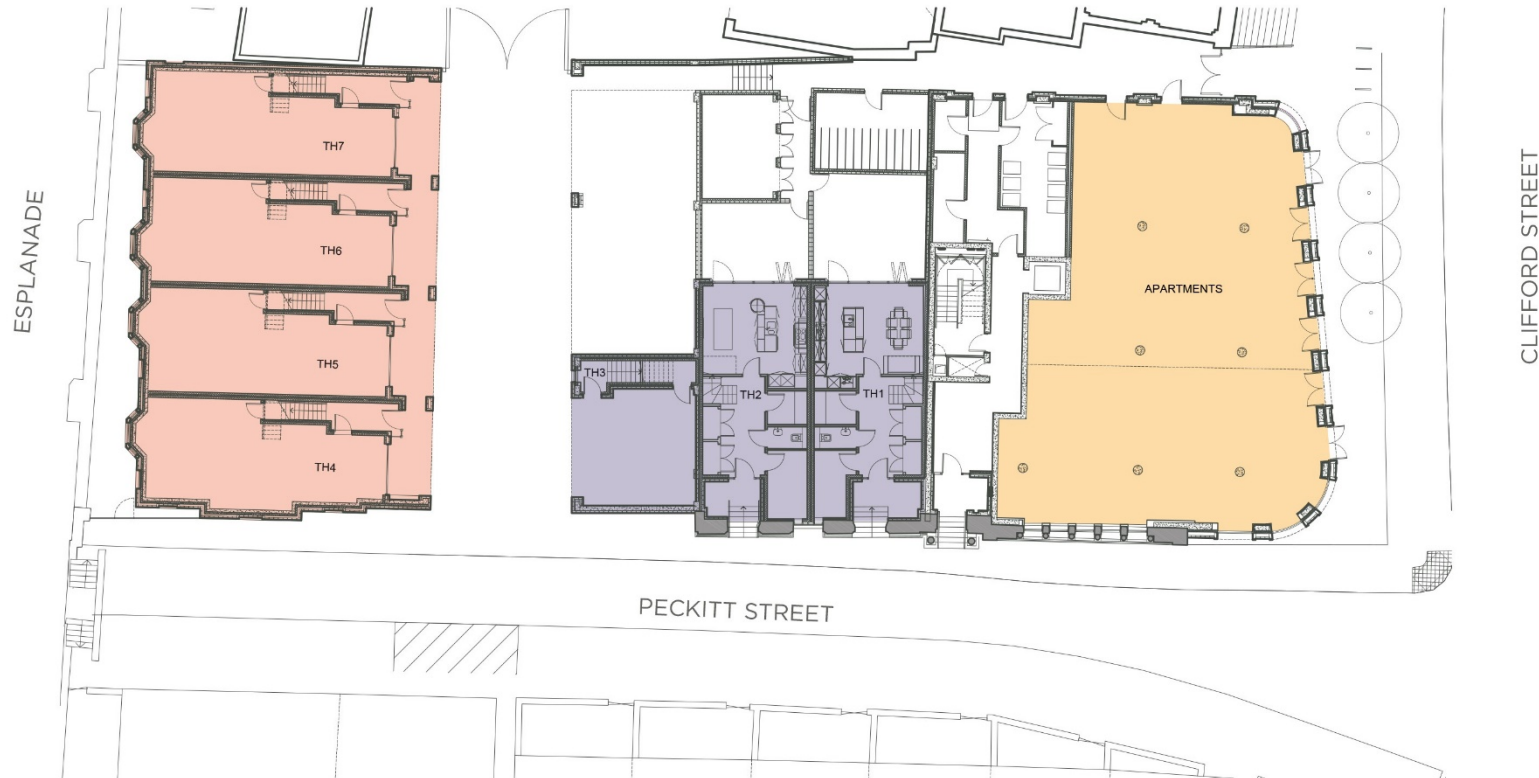 ESPLANADE
TH7
TH6
TH5
TH4
TH3
TH2
TH1
APARTMENTS
CLIFFORD STREET
PECKITT STREET